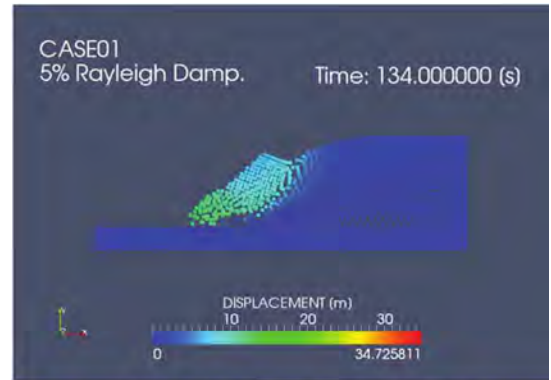 CASE01
5% Rayleigh Damp.
Time: 134.000000 (s)
DISPLACEMENT (m)
10 20 30
0 34.725811